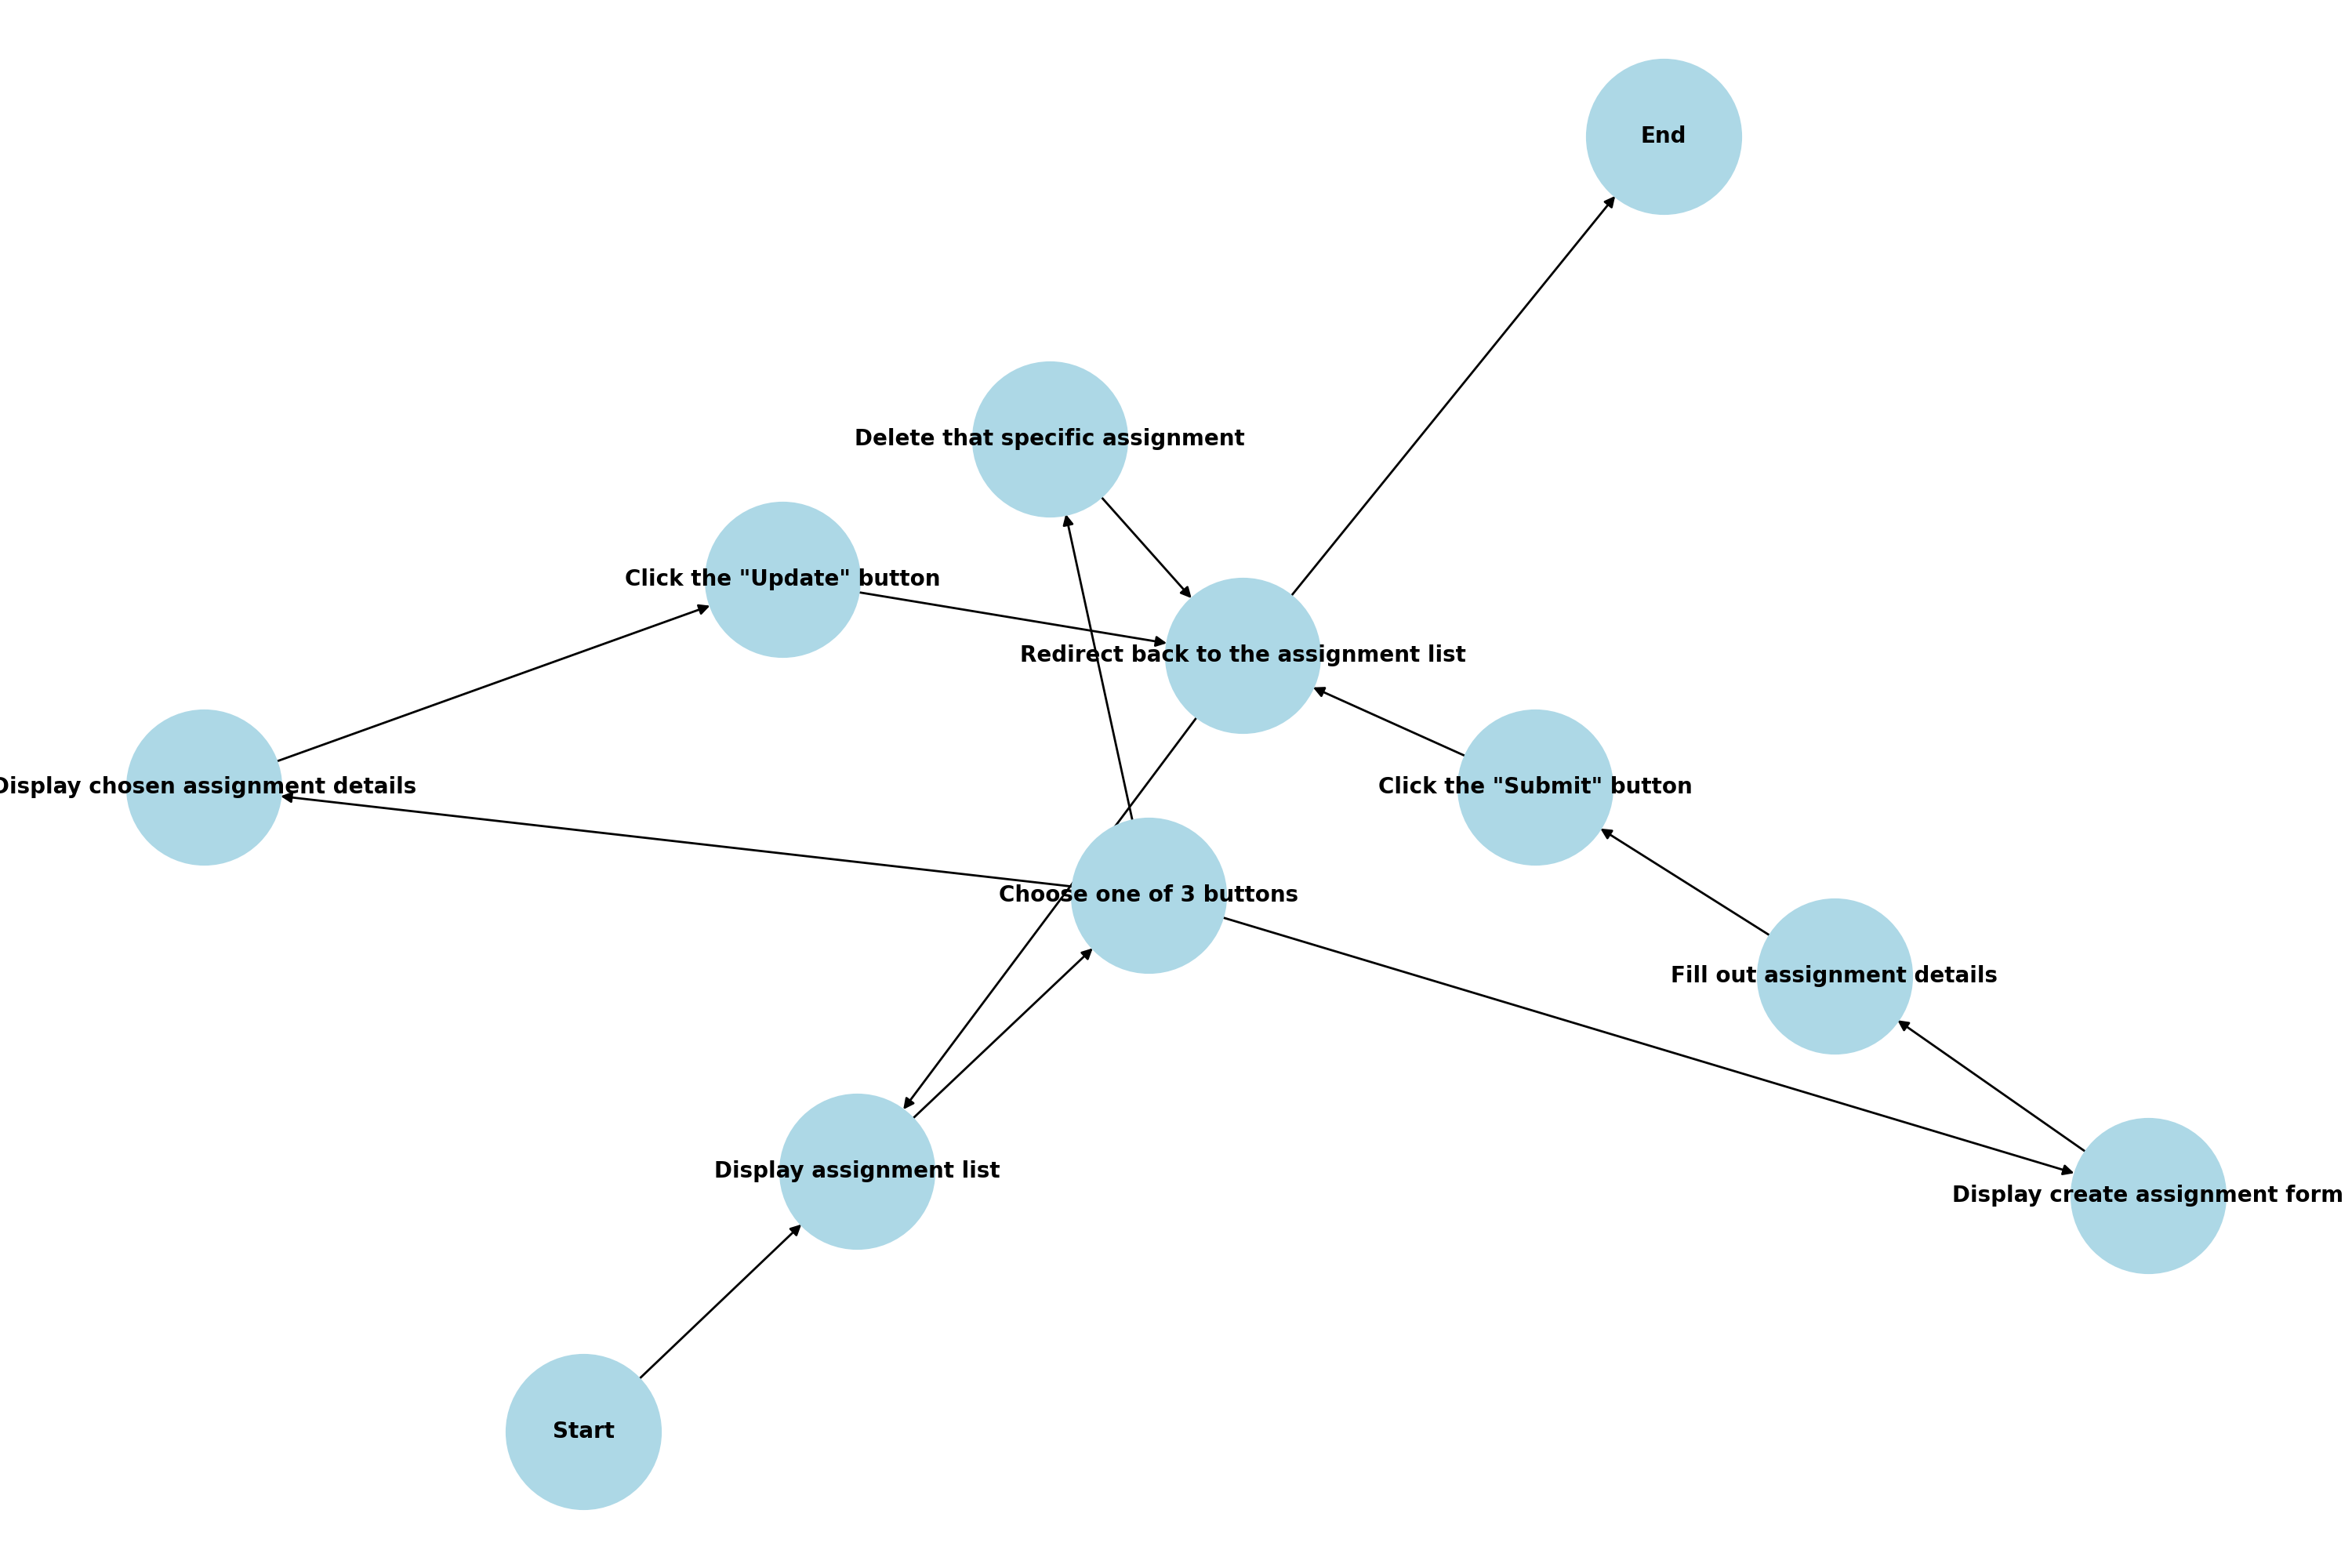 End
Delete that specific assignment
Click the "Update" button
Redirect back to the assignment list
Display chosen assignment details
Click the "Submit" button
Choose one of 3 buttons
Fill out assignment details
Display assignment list
Display create assignment form
Start